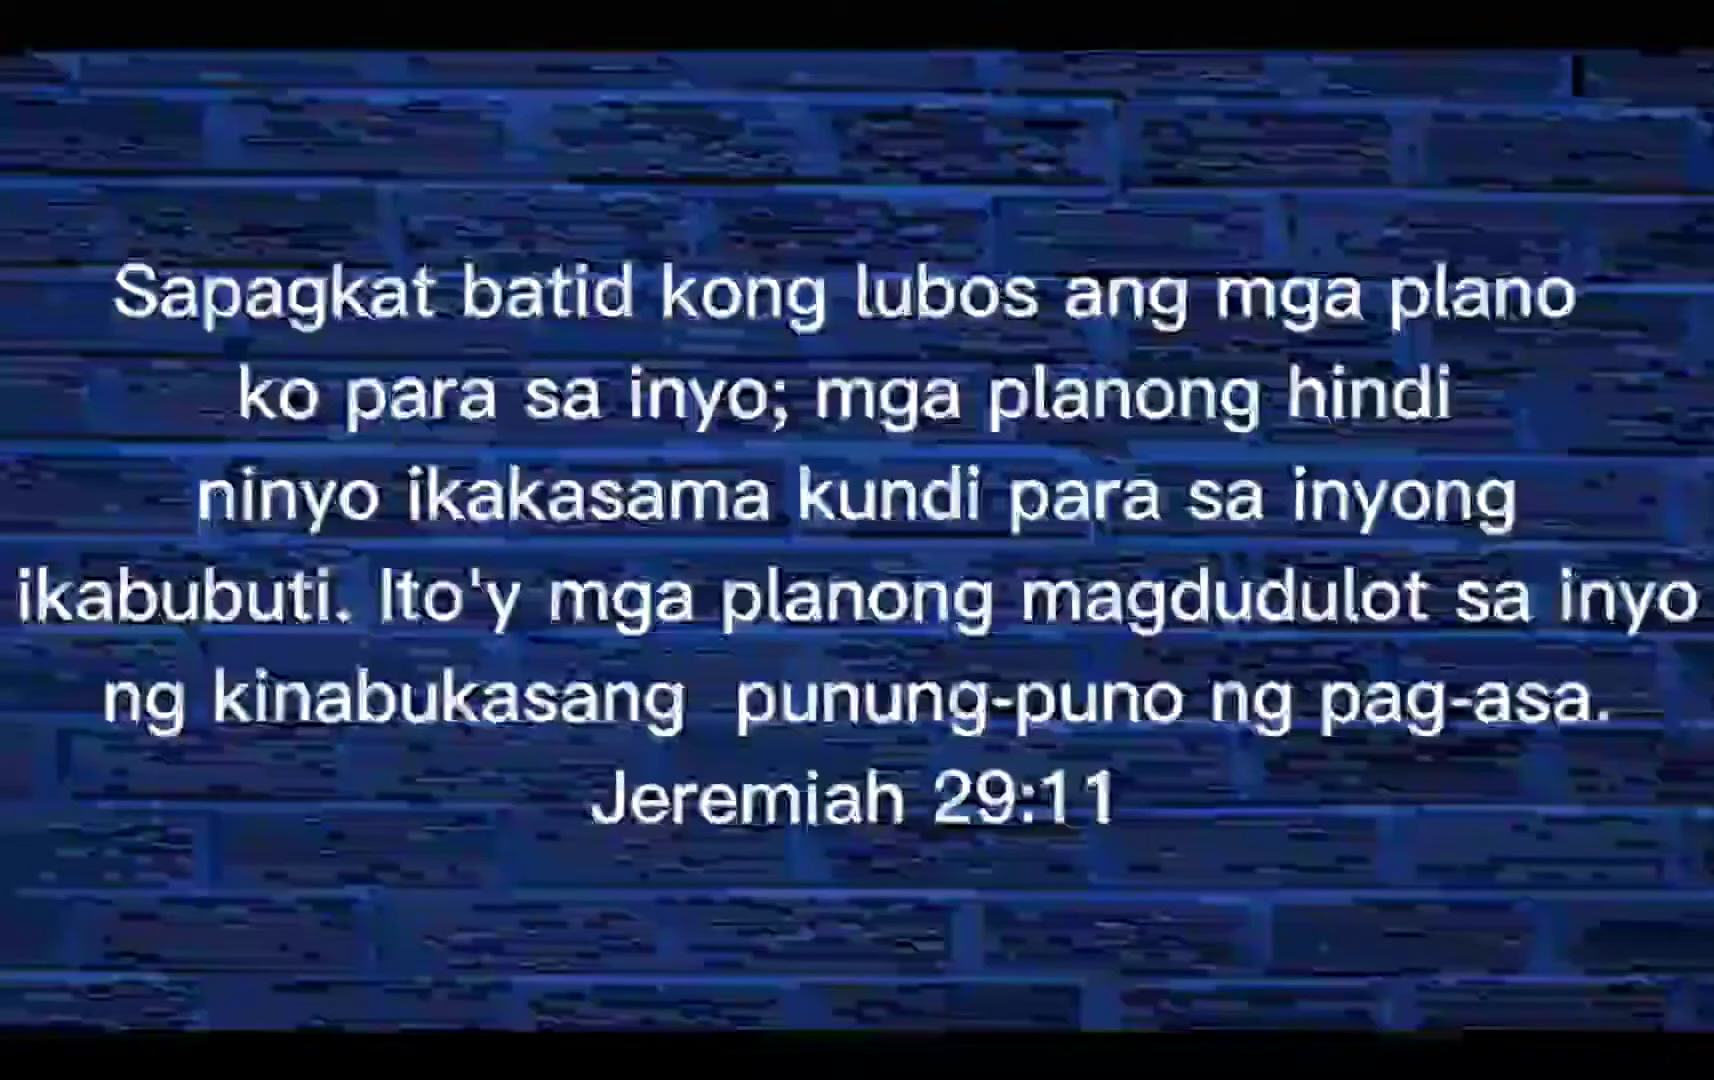 Sapagkat batid kong lubos ang mga plano
ko para sa inyo; mga planong hindi
ninyo ikakasama kundi para sa inyong
ikabubuti. Ito'y mga planong magdudulot sa inyo
ng kinabukasang  punung-puno ng pag-asa.
Jeremiah 29:11